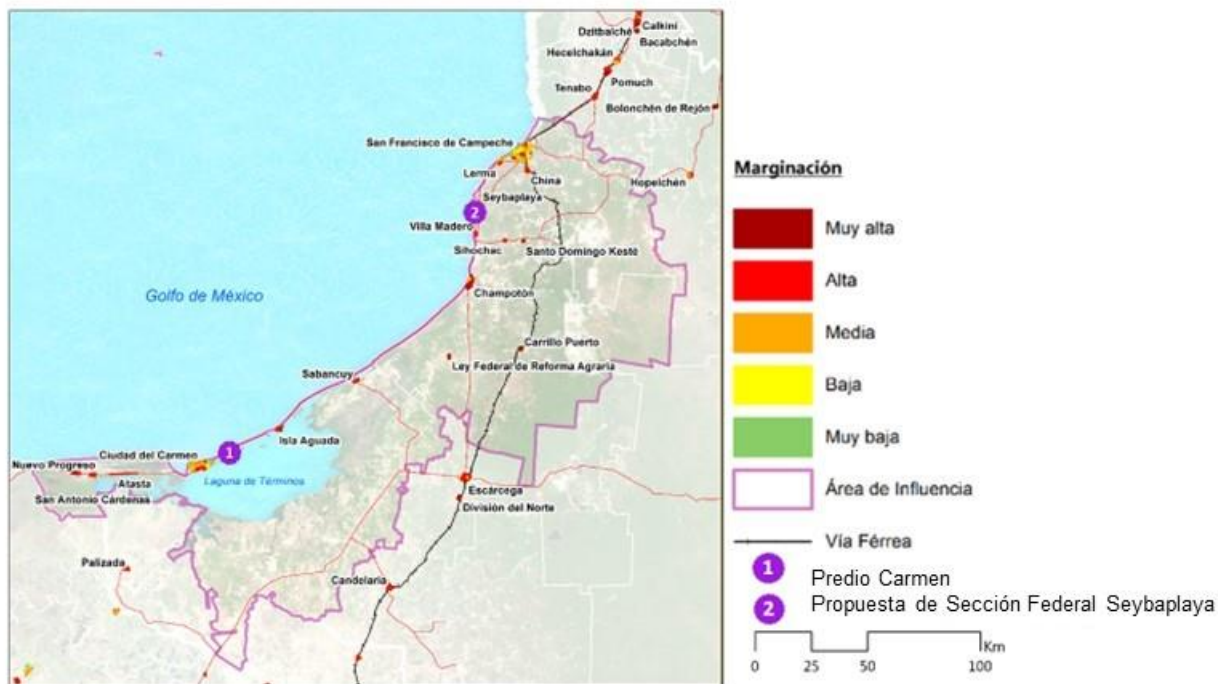 Dzitbalché
Calkiní
Bacabchén
Hecelchakán
Pomuch
Tenabo
Bolonchén de Rejón
San Francisco de Campeche
Lerma
Chiná
Hopelchén
Seybaplaya
2
Villa Madero
Sihochac
Santo Domingo Kesté
Golfo de México
Champotón
Carrillo Puerto
Ley Federal de Reforma Agraria
Sabancuy
Isla Aguada
1
Ciudad del Carmen
Nuevo Progreso
Atasta
Laguna de Términos
San Antonio Cárdenas
Escárcega
División del Norte
Palizada
Candelaria
Marginación
Muy alta
Alta
Media
Baja
Muy baja
Área de Influencia
Vía Férrea
1 Predio Carmen
2 Propuesta de Sección Federal Seybaplaya
Km
0 25 50 100